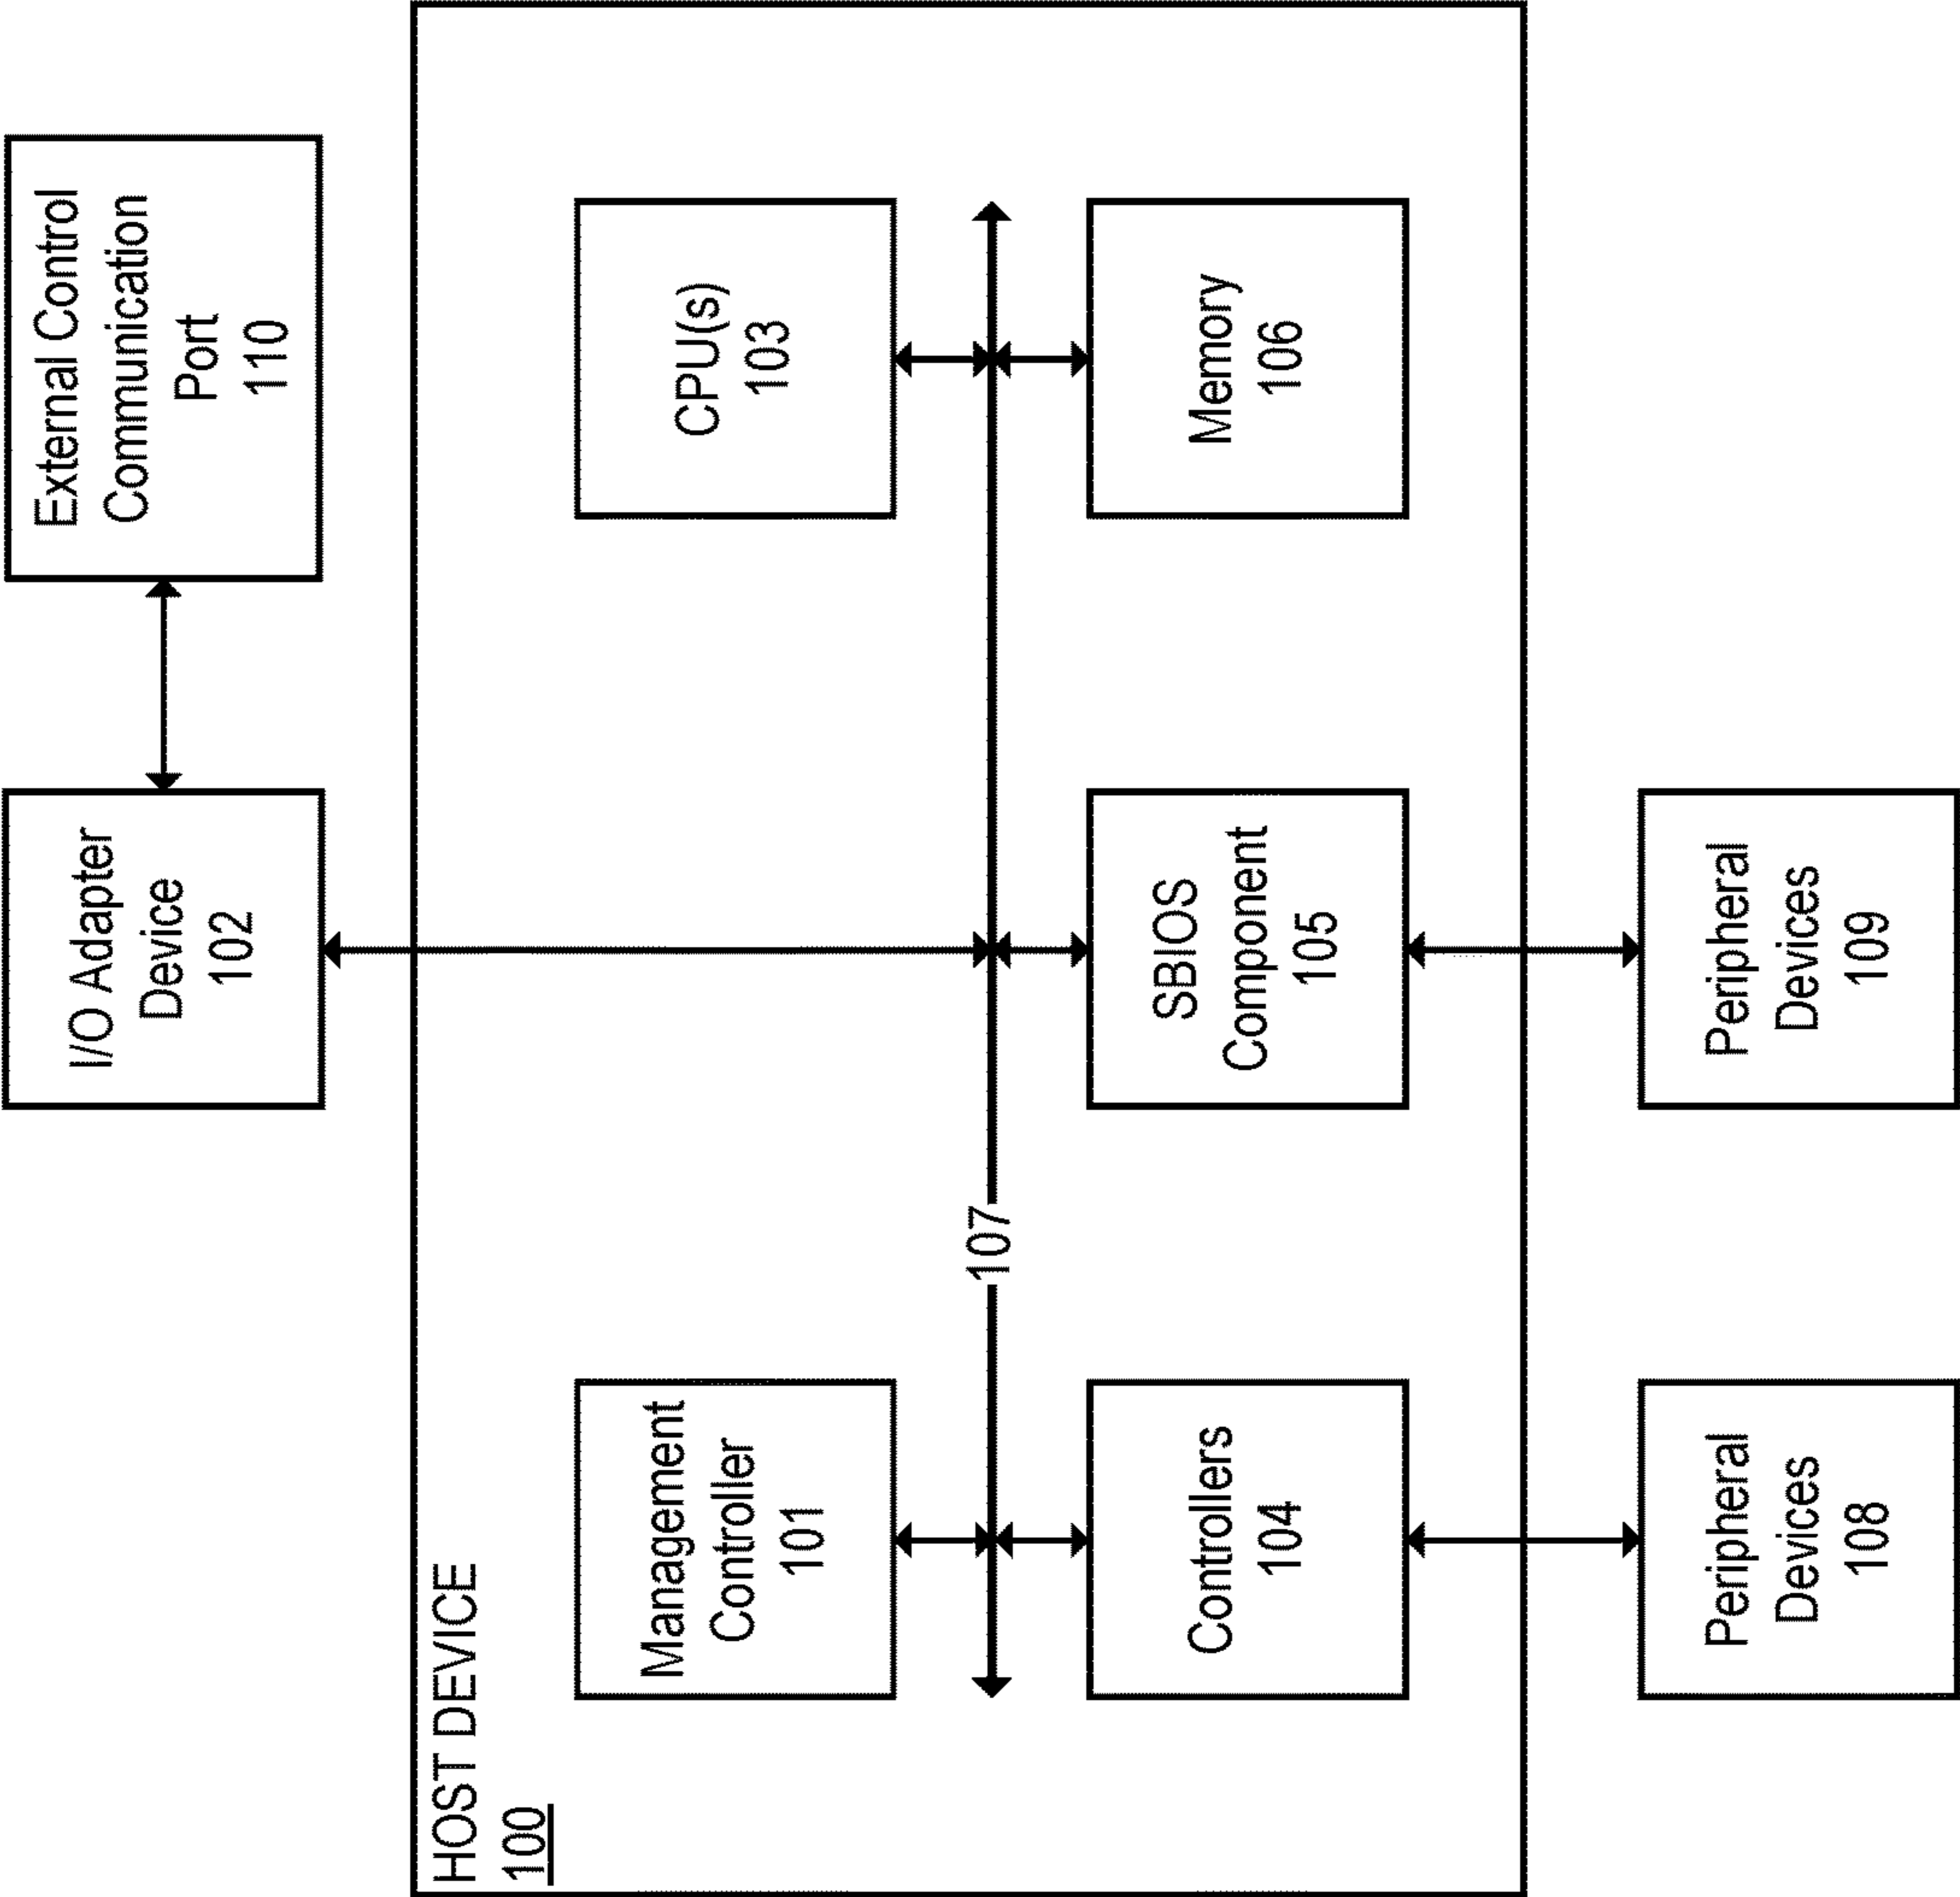 I/O Adapter
Device
102
External Control
Communication
Port
110
HOST DEVICE
100
Management
Controller
101
CPU(s)
103
107
Controllers
104
SBIOS
Component
105
Memory
106
Peripheral
Devices
108
Peripheral
Devices
109